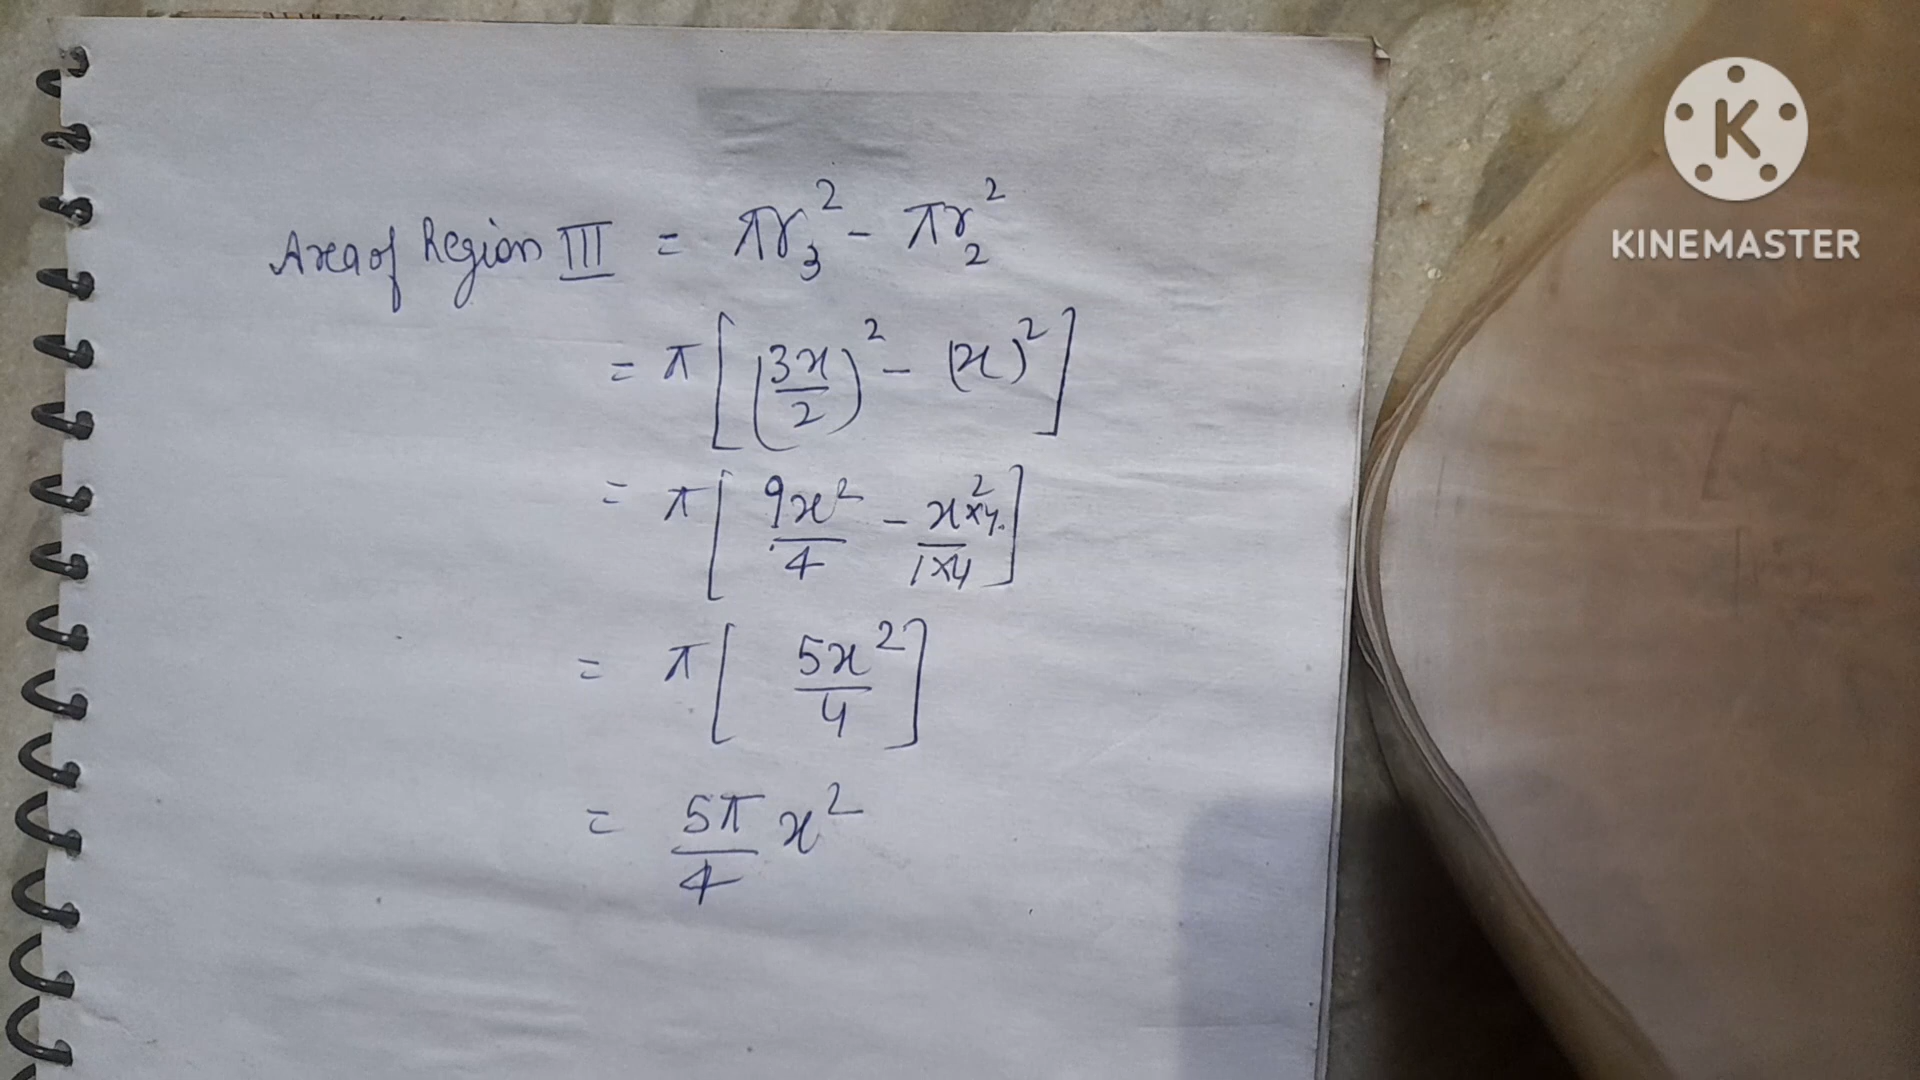 Area of Region III = πr₃² - πr₂²
= π[(3x/2)² - (x)²]
= π[9x²/4 - x²×4/1×4]
= π[5x²/4]
= 5π/4 x²
K
KINEMASTER